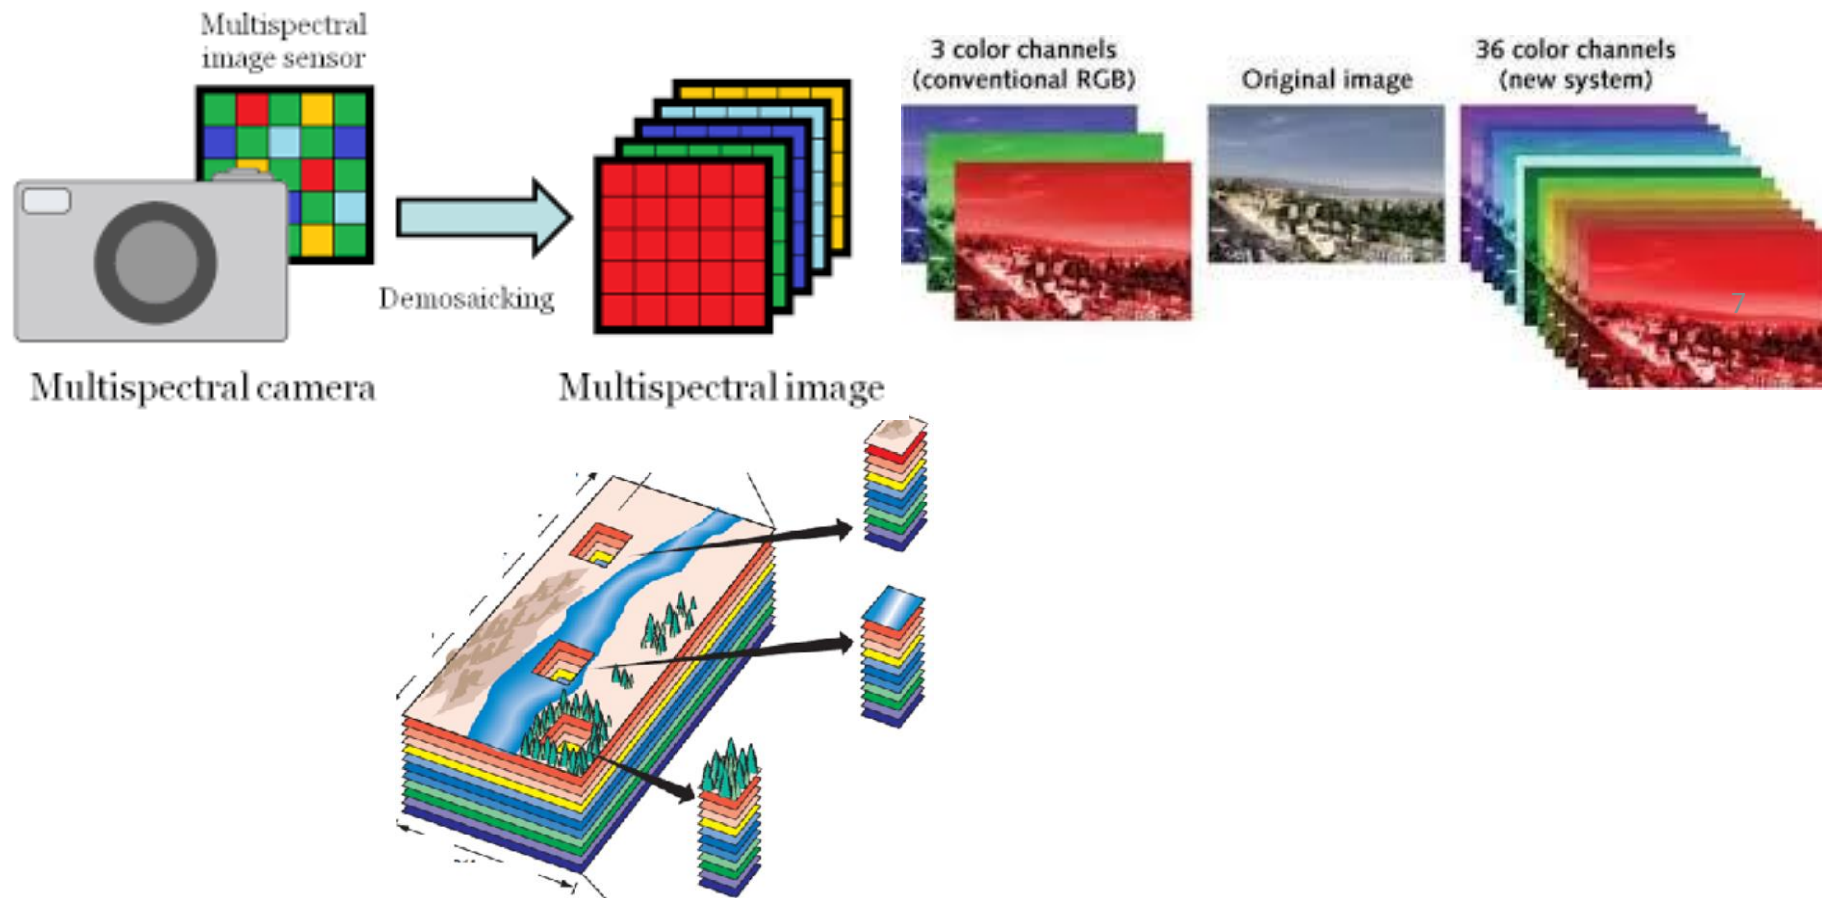 Multispectral
image sensor
Demosaicking
Multispectral camera
Multispectral image
3 color channels
(conventional RGB)
Original image
36 color channels
(new system)
7